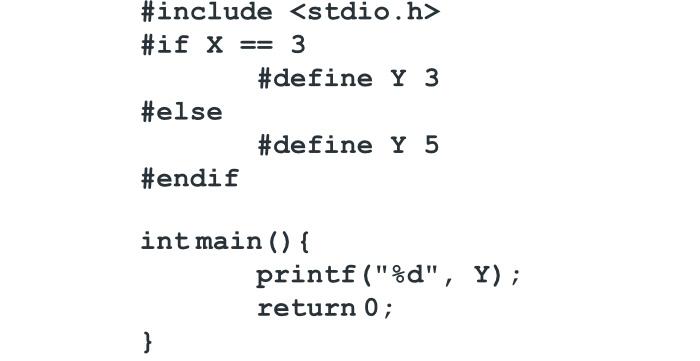 #include <stdio.h>
#if X == 3
#define Y 3
#else
#define Y 5
#endif
int main(){
printf("%d", Y);
return 0;
}